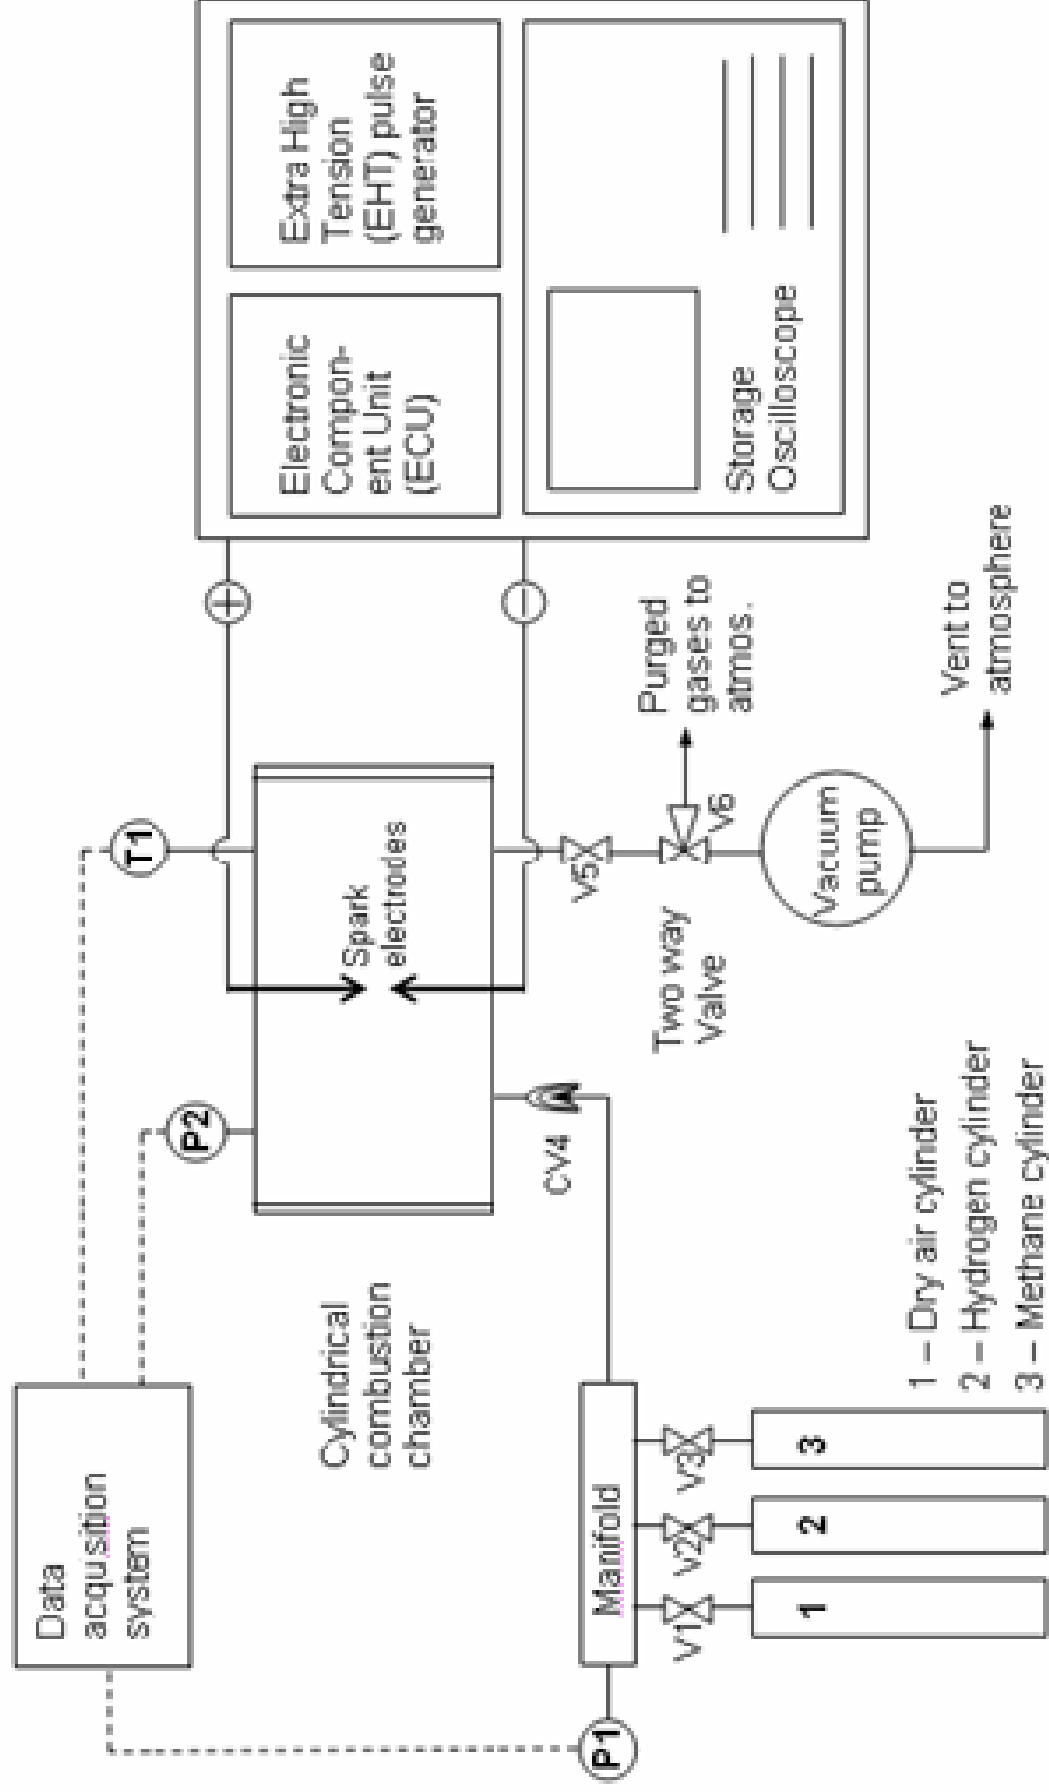 Data
acquisition
system
P1
P2
T1
Manifold
V1
V2
V3
1
2
3
Cylindrical
combustion
chamber
CV4
Spark
electrodes
V5
Two way
Valve
V6
Purged
gases to
atmos.
Vacuum
pump
Vent to
atmosphere
+
–
Electronic
Compon-
ent Unit
(ECU)
Extra High
Tension
(EHT) pulse
generator
Storage
Oscilloscope
1 – Dry air cylinder
2 – Hydrogen cylinder
3 – Methane cylinder